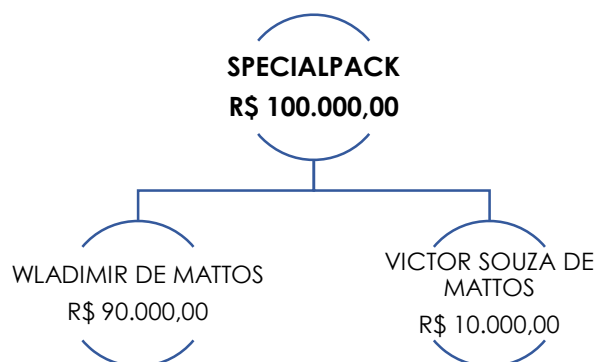 SPECIALPACK
R$ 100.000,00
WLADIMIR DE MATTOS
R$ 90.000,00
VICTOR SOUZA DE
MATTOS
R$ 10.000,00